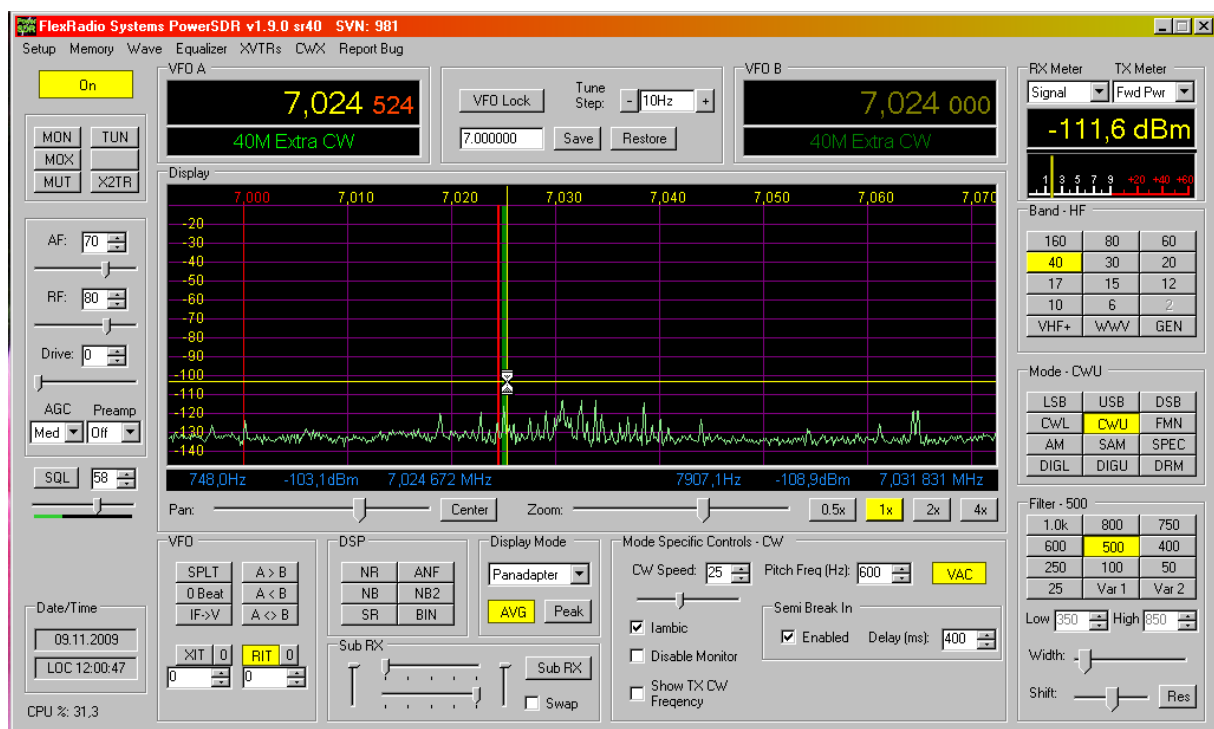 FlexRadio Systems PowerSDR v1.9.0 sr40 SVN: 981
Setup Memory Wave Equalizer XVTRs CWX Report Bug
On
MON TUN
MOX
MUT X2TR
AF: 70
RF: 80
Drive: 0
AGC Preamp
Med Off
SQL 58
Date/Time
09.11.2009
LOC 12:00:47
CPU %: 31,3
VFO A
7,024 524
40M Extra CW
VFO Lock Tune Step: - 10Hz +
7.000000 Save Restore
VFO B
7,024 000
40M Extra CW
Display
7,000 7,010 7,020 7,030 7,040 7,050 7,060 7,070
-20
-30
-40
-50
-60
-70
-80
-90
-100
-110
-120
-130
-140
748,0Hz -103,1dBm 7,024 672 MHz 7907,1Hz -108,9dBm 7,031 831 MHz
Pan: Center Zoom: 0.5x 1x 2x 4x
VFO
SPLT A > B
0 Beat A < B
IF->V A <> B
XIT 0 RIT 0
0 0
DSP
NR ANF
NB NB2
SR BIN
Display Mode
Panadapter
AVG Peak
Sub RX
Sub RX
Swap
Mode Specific Controls - CW
CW Speed: 25 Pitch Freq (Hz): 600 VAC
Iambic
Disable Monitor
Show TX CW
Freqency
Semi Break In
Enabled Delay (ms): 400
RX Meter TX Meter
Signal Fwd Pwr
-111,6 dBm
1 3 5 7 9 +20 +40 +60
Band - HF
160 80 60
40 30 20
17 15 12
10 6 2
VHF+ WWV GEN
Mode - CWU
LSB USB DSB
CWL CWU FMN
AM SAM SPEC
DIGL DIGU DRM
Filter - 500
1.0k 800 750
600 500 400
250 100 50
25 Var 1 Var 2
Low 350 High 850
Width:
Shift: Res